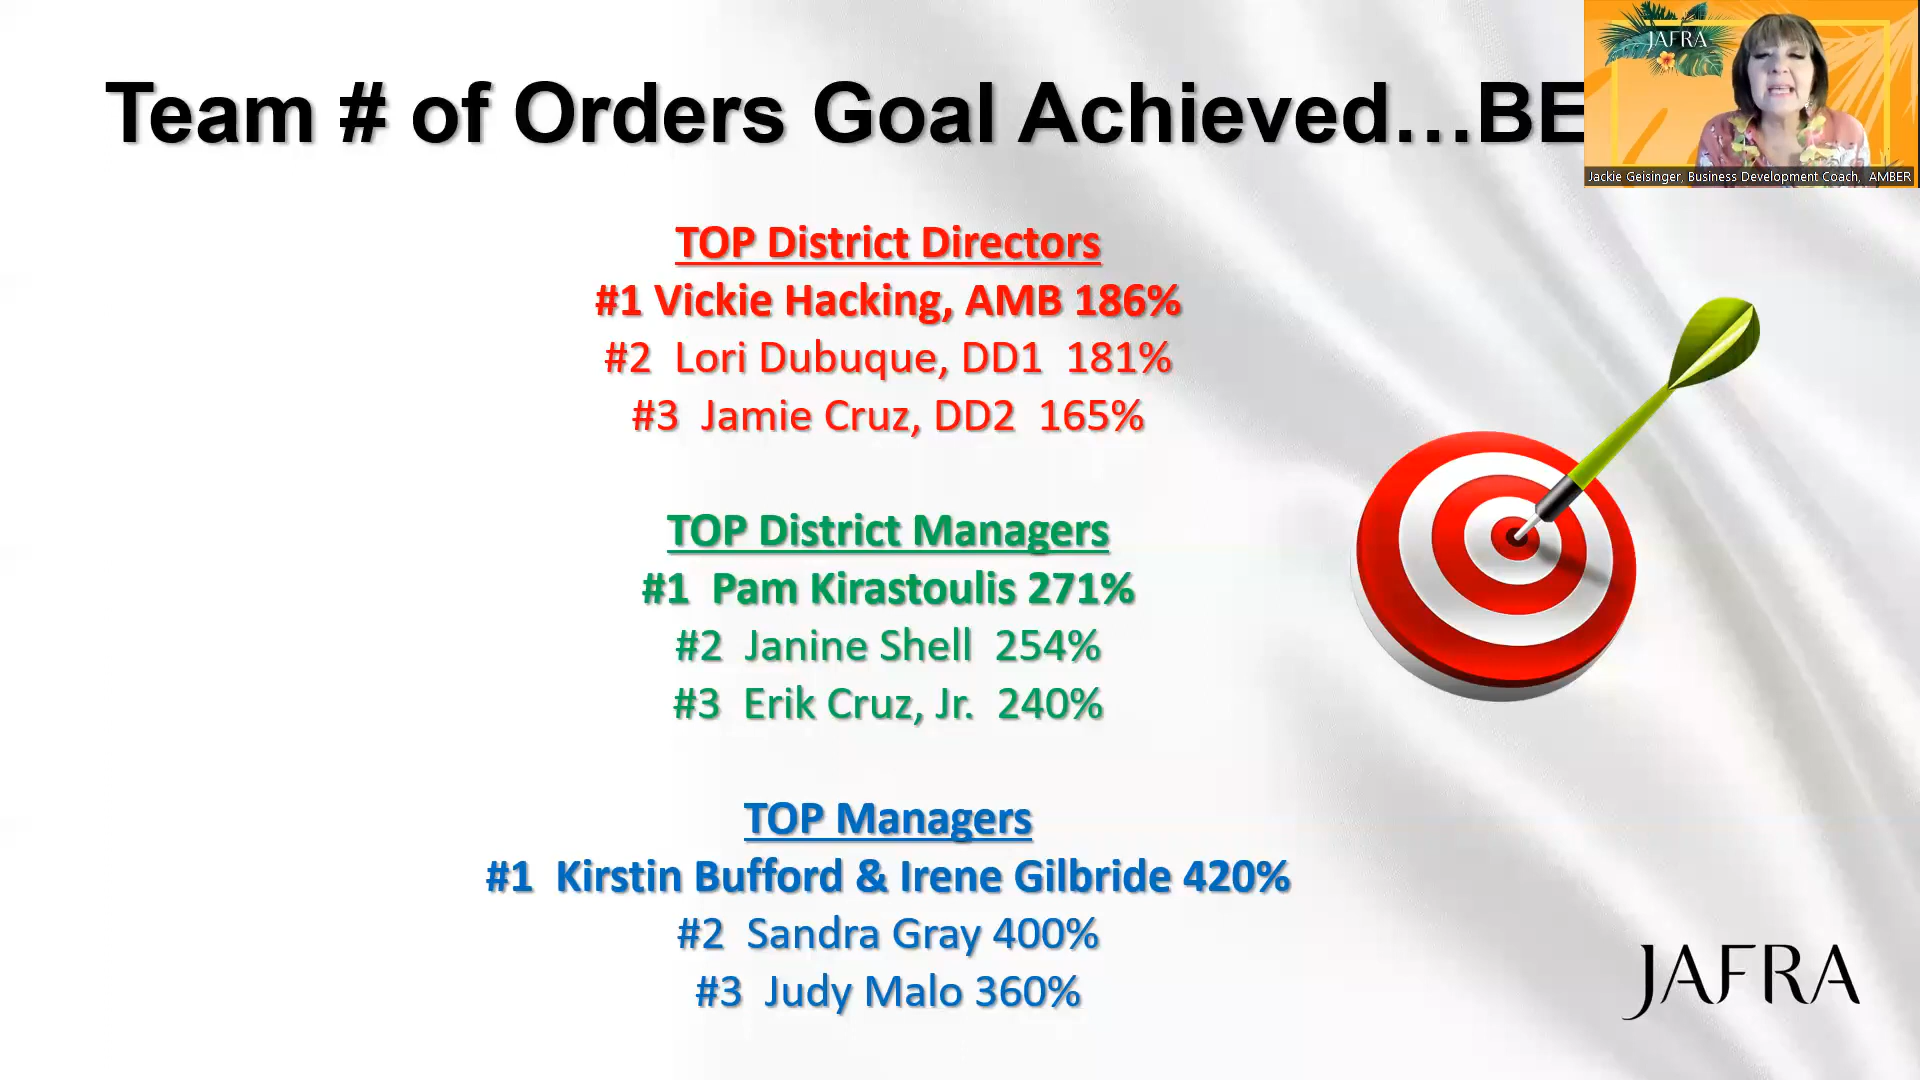 Team # of Orders Goal Achieved...BE
JAFRA
Jackie Geisinger, Business Development Coach, AMBER
TOP District Directors
#1 Vickie Hacking, AMB 186%
#2 Lori Dubuque, DD1 181%
#3 Jamie Cruz, DD2 165%
TOP District Managers
#1 Pam Kirastoulis 271%
#2 Janine Shell 254%
#3 Erik Cruz, Jr. 240%
TOP Managers
#1 Kirstin Bufford & Irene Gilbride 420%
#2 Sandra Gray 400%
#3 Judy Malo 360%
JAFRA